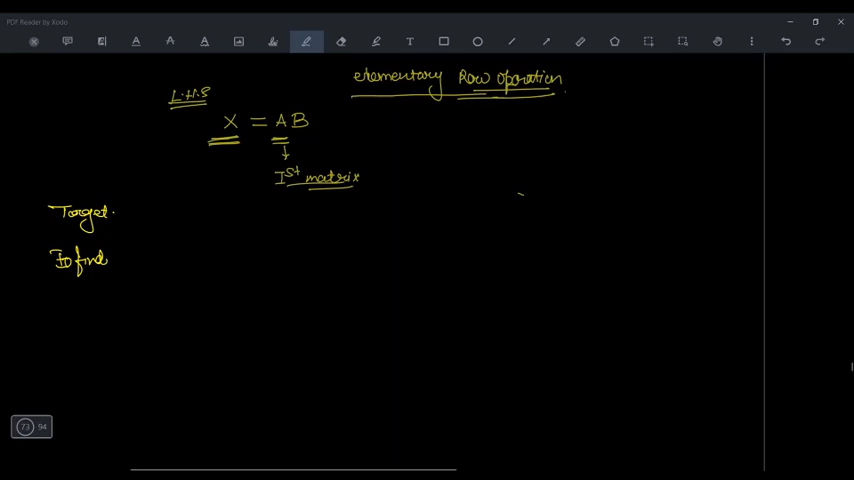 PDF Reader by Xodo
elementary Row operation.
L.H.S
X = AB
Ist matrix
Target.
To find
73 94